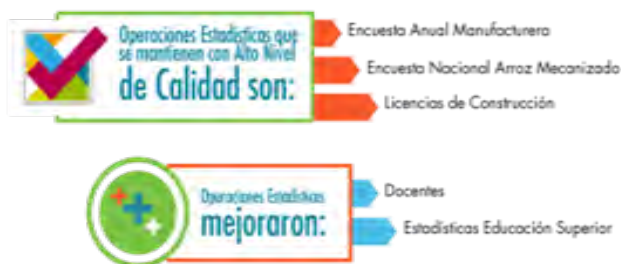 Operaciones Estadísticas que
se mantienen con Alto Nivel
de Calidad son:
Encuesta Anual Manufacturera
Encuesta Nacional Arroz Mecanizado
Licencias de Construcción
Operaciones Estadísticas
mejoraron:
Docentes
Estadísticas Educación Superior